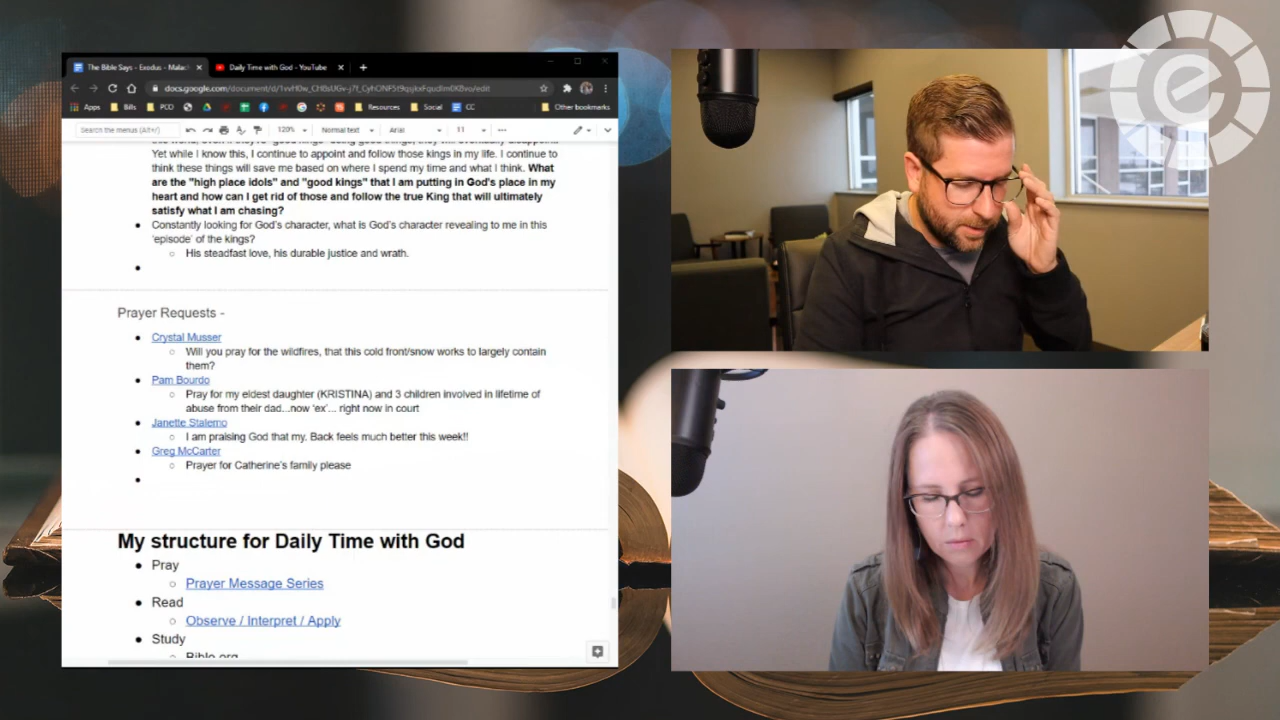 The Bible Says - Exodus - Malac
Daily Time with God - YouTube
Apps Bills PCO Resources Social CC Other bookmarks
Search the menus (Alt+/) 120% Normal text Arial 11
Yet while I know this, I continue to appoint and follow those kings in my life. I continue to
think these things will save me based on where I spend my time and what I think. What
are the "high place idols" and "good kings" that I am putting in God's place in my
heart and how can I get rid of those and follow the true King that will ultimately
satisfy what I am chasing?
Constantly looking for God's character, what is God's character revealing to me in this
'episode' of the kings?
His steadfast love, his durable justice and wrath.
Prayer Requests -
Crystal Musser
Will you pray for the wildfires, that this cold front/snow works to largely contain
them?
Pam Bourdo
Pray for my eldest daughter (KRISTINA) and 3 children involved in lifetime of
abuse from their dad...now 'ex'... right now in court
Janette Stalemo
I am praising God that my. Back feels much better this week!!
Greg McCarter
Prayer for Catherine's family please
My structure for Daily Time with God
Pray
Prayer Message Series
Read
Observe / Interpret / Apply
Study
Bible.org
e